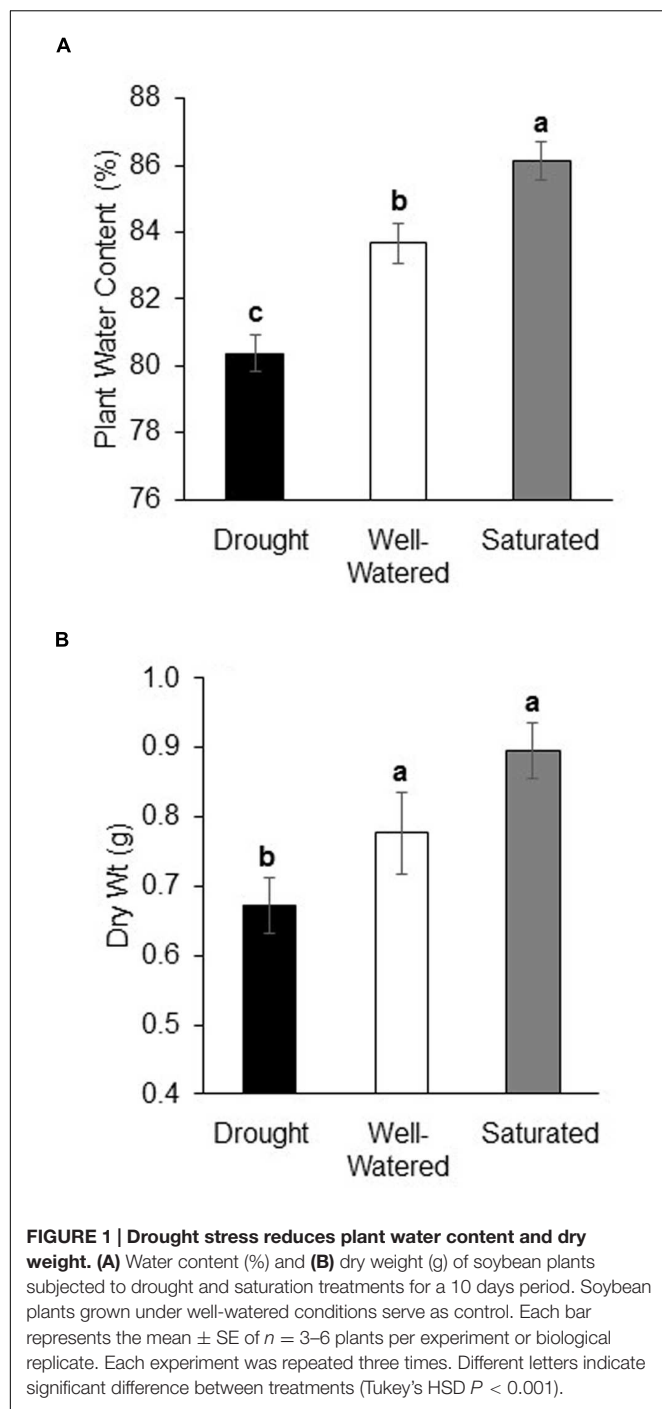 A
88
86
84
82
80
78
76
Plant Water Content (%)
c
b
a
Drought
Well-
Watered
Saturated
B
1.0
0.9
0.8
0.7
0.6
0.5
0.4
Dry Wt (g)
b
a
a
Drought
Well-
Watered
Saturated
FIGURE 1 | Drought stress reduces plant water content and dry
weight. (A) Water content (%) and (B) dry weight (g) of soybean plants
subjected to drought and saturation treatments for a 10 days period. Soybean
plants grown under well-watered conditions serve as control. Each bar
represents the mean ± SE of n = 3–6 plants per experiment or biological
replicate. Each experiment was repeated three times. Different letters indicate
significant difference between treatments (Tukey's HSD P < 0.001).